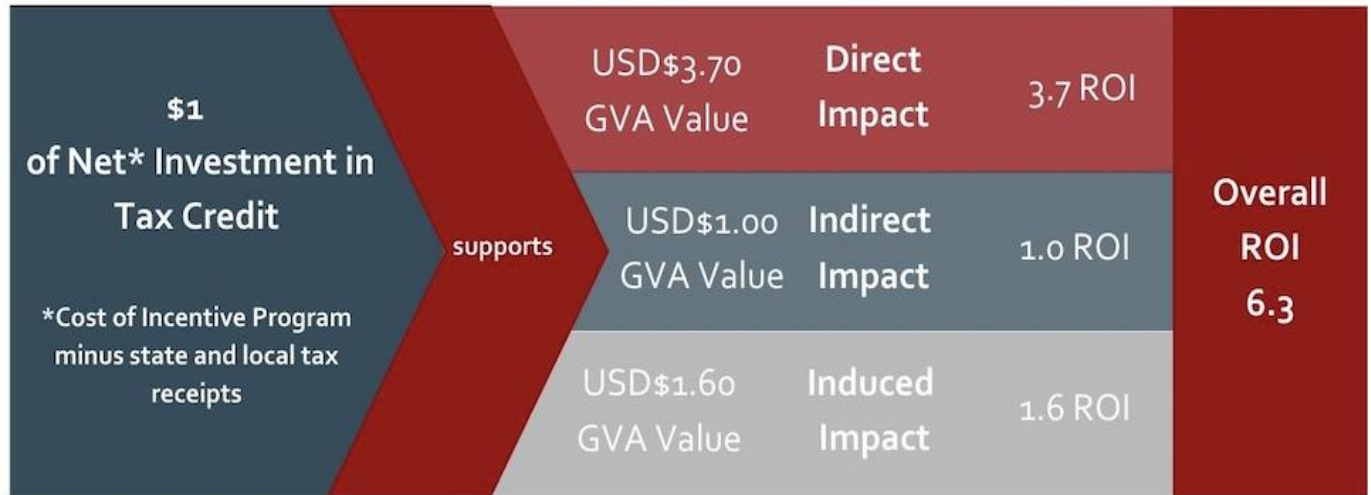 $1
of Net* Investment in
Tax Credit
*Cost of Incentive Program
minus state and local tax
receipts
supports
USD$3.70
GVA Value
Direct
Impact
3.7 ROI
USD$1.00
GVA Value
Indirect
Impact
1.0 ROI
USD$1.60
GVA Value
Induced
Impact
1.6 ROI
Overall
ROI
6.3